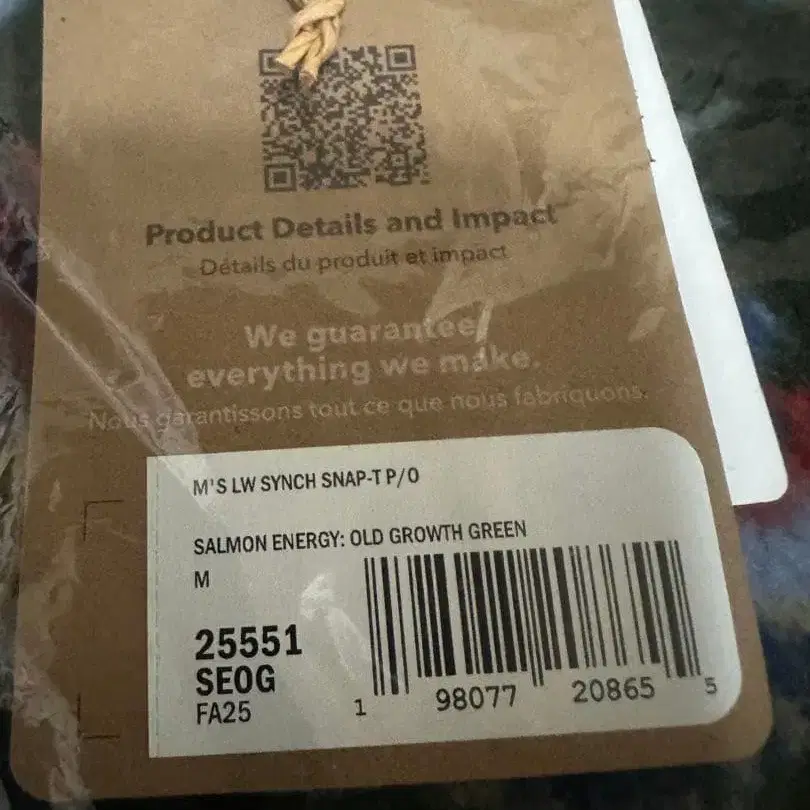 Product Details and Impact
Détails du produit et impact
We guarantee
everything we make.
Nous garantissons tout ce que nous fabriquons.
M'S LW SYNCH SNAP-T P/O
SALMON ENERGY: OLD GROWTH GREEN
M
25551
SEOG
FA25
1 98077 20865 5